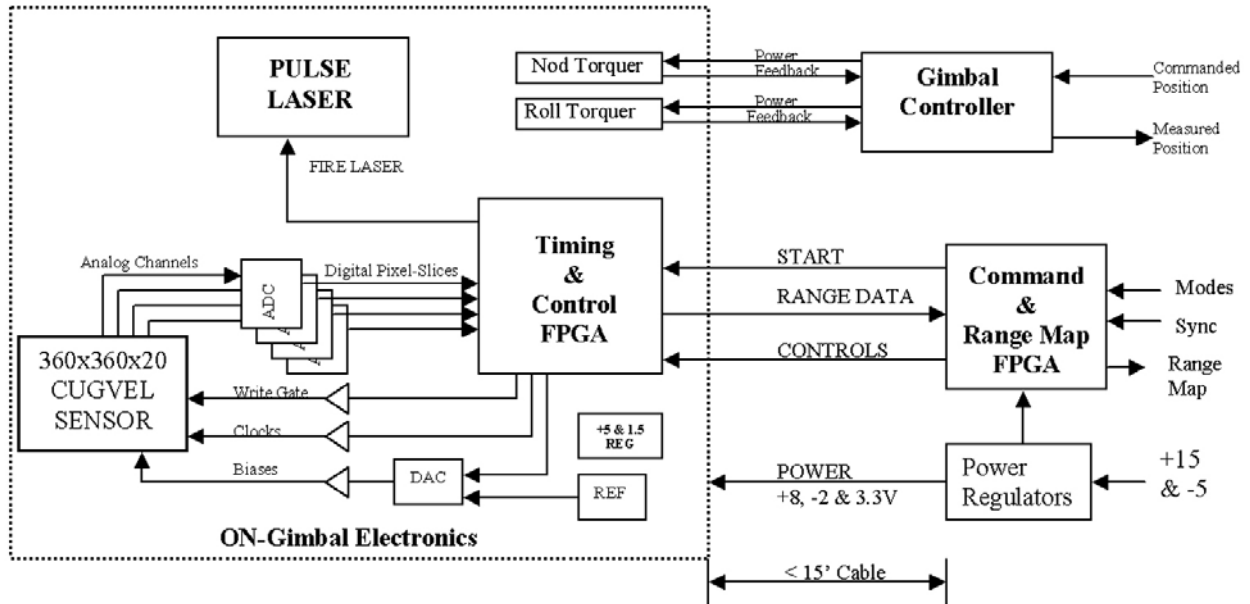 PULSE
LASER
Nod Torquer
Roll Torquer
Power
Feedback
Power
Feedback
Gimbal
Controller
Commanded
Position
Measured
Position
FIRE LASER
Analog Channels
ADC
A
A
A
Digital Pixel-Slices
Timing
&
Control
FPGA
START
RANGE DATA
CONTROLS
Command
&
Range Map
FPGA
Modes
Sync
Range
Map
360x360x20
CUGVEL
SENSOR
Write Gate
Clocks
Biases
DAC
+5 & 1.5
REG
REF
POWER
+8, -2 & 3.3V
Power
Regulators
+15
& -5
ON-Gimbal Electronics
< 15' Cable